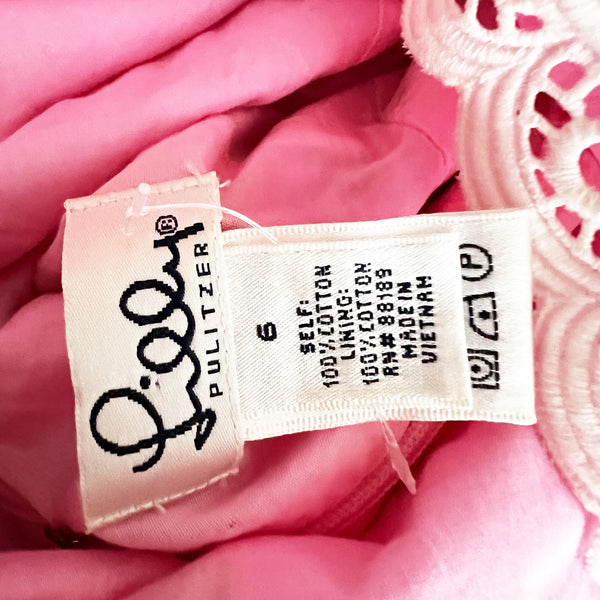 Lilly®
PULITZER
6
SELF:
100% COTTON
LINING:
100% COTTON
RN# 88189
MADE IN
VIETNAM
P